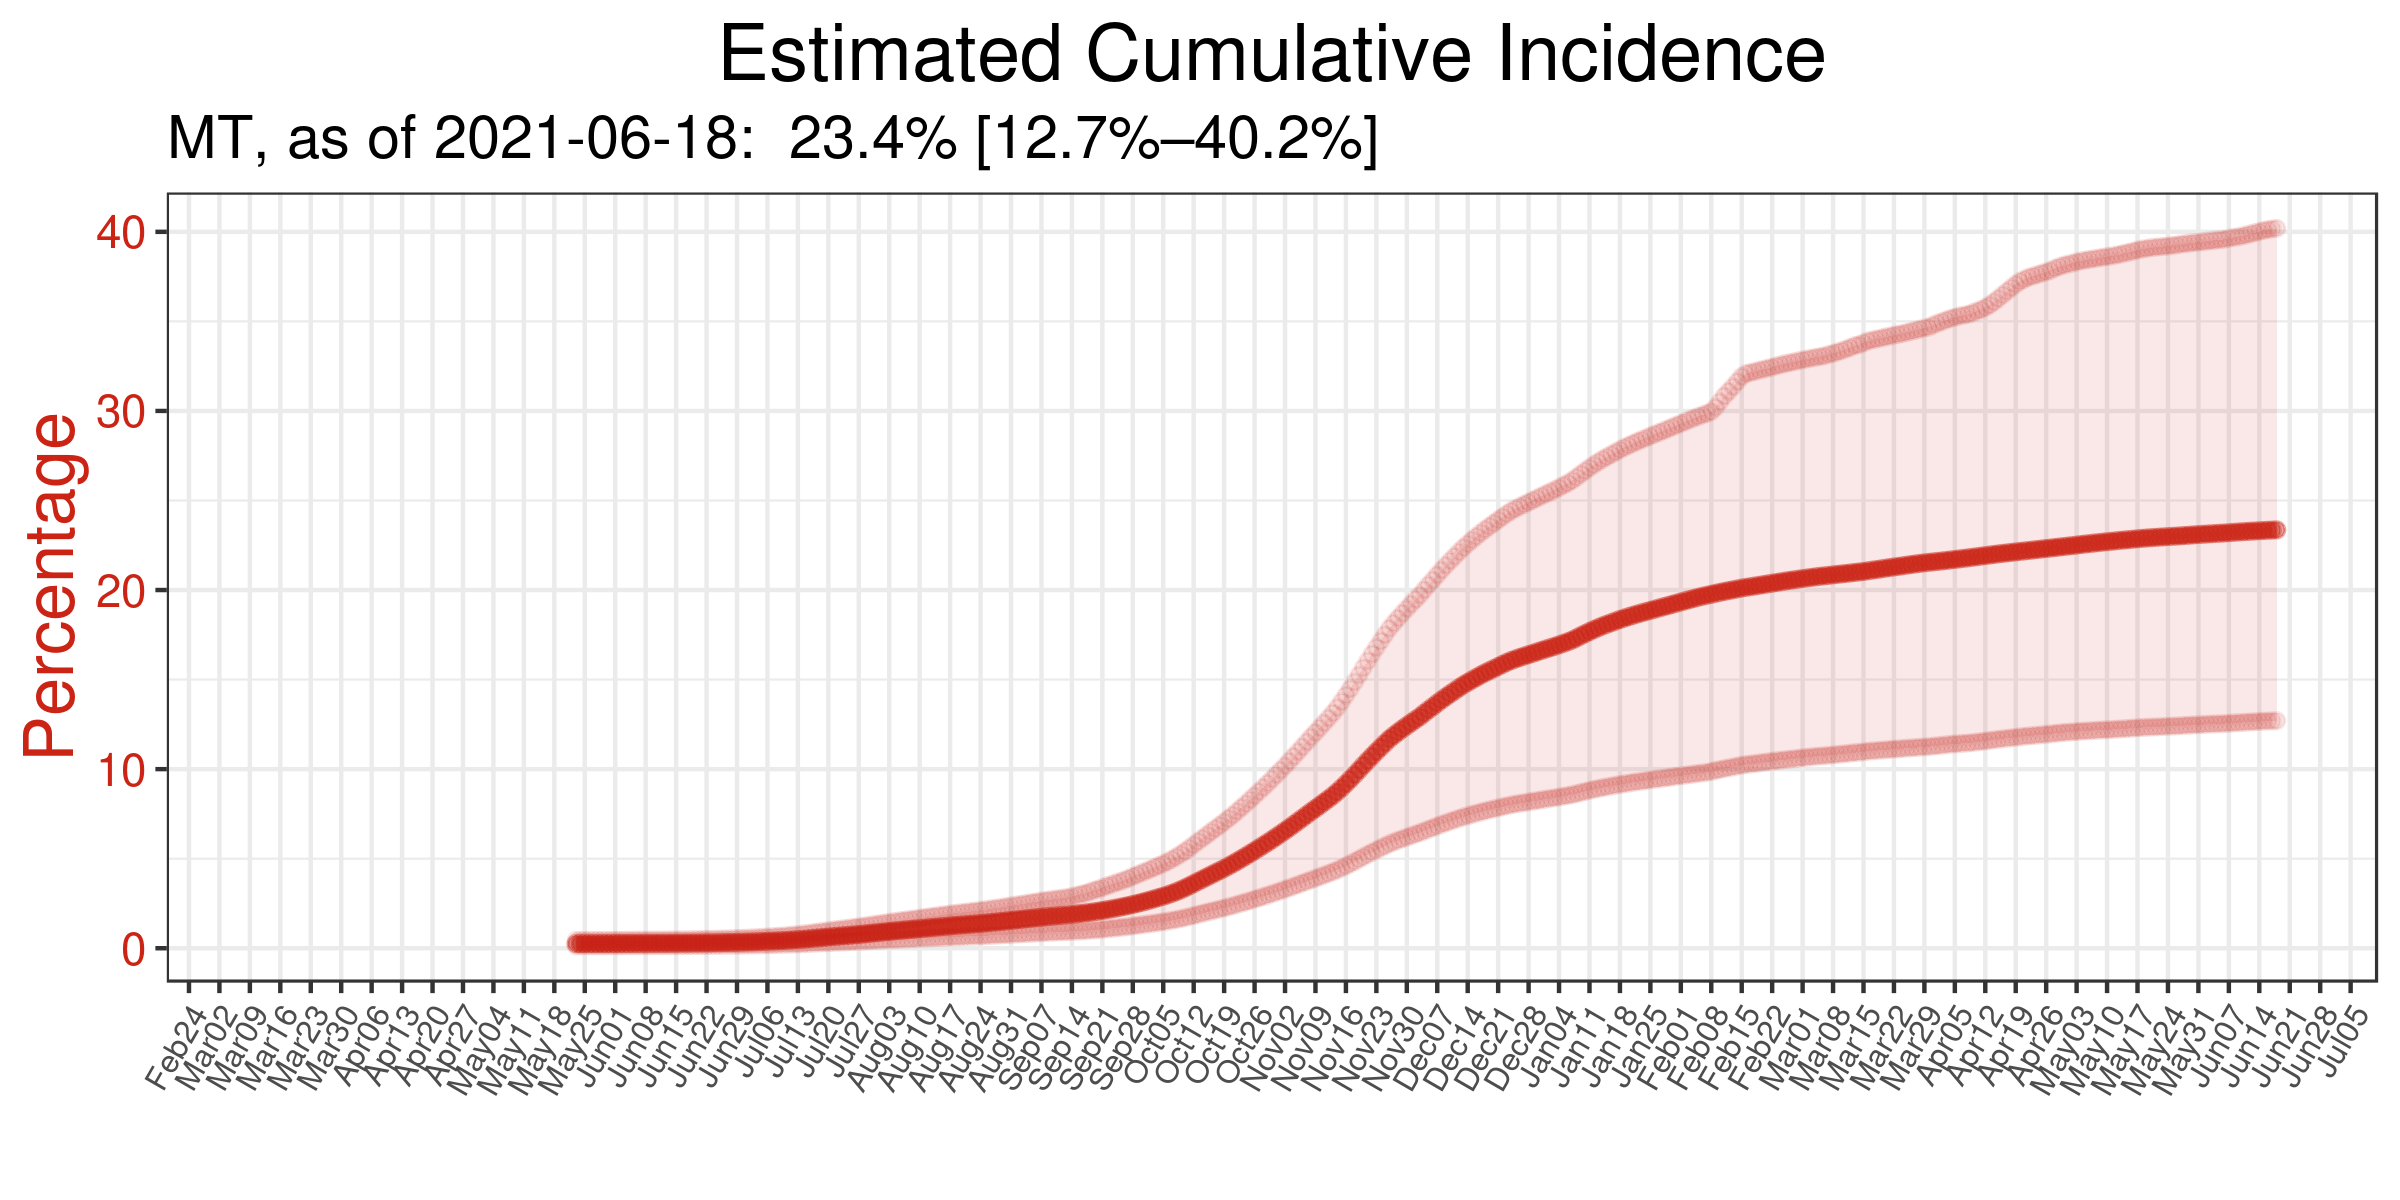 Estimated Cumulative Incidence
MT, as of 2021-06-18:  23.4% [12.7%–40.2%]
Percentage
40
30
20
10
0
Feb24
Mar02
Mar09
Mar16
Mar23
Mar30
Apr06
Apr13
Apr20
Apr27
May04
May11
May18
May25
Jun01
Jun08
Jun15
Jun22
Jun29
Jul06
Jul13
Jul20
Jul27
Aug03
Aug10
Aug17
Aug24
Aug31
Sep07
Sep14
Sep21
Sep28
Oct05
Oct12
Oct19
Oct26
Nov02
Nov09
Nov16
Nov23
Nov30
Dec07
Dec14
Dec21
Dec28
Jan04
Jan11
Jan18
Jan25
Feb01
Feb08
Feb15
Feb22
Mar01
Mar08
Mar15
Mar22
Mar29
Apr05
Apr12
Apr19
Apr26
May03
May10
May17
May24
May31
Jun07
Jun14
Jun21
Jun28
Jul05